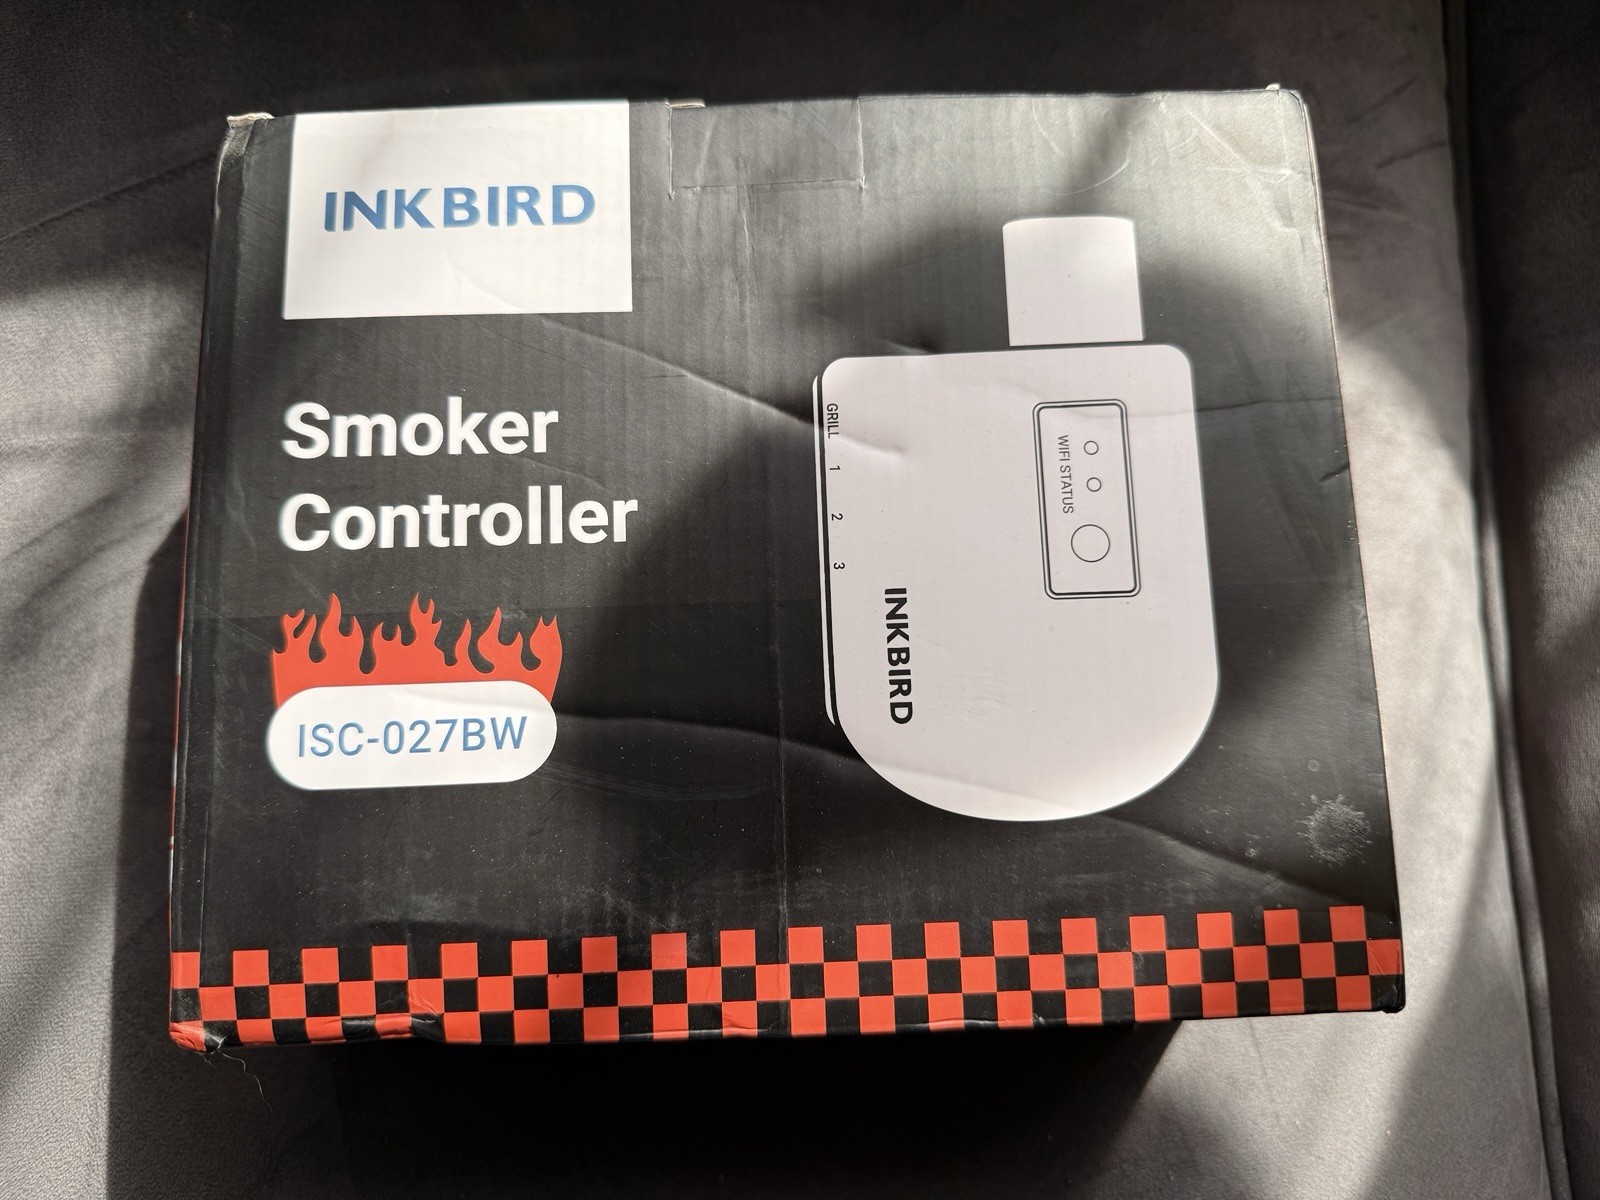 INKBIRD
Smoker
Controller
ISC-027BW
GRILL 1 2 3
WIFI STATUS
INKBIRD